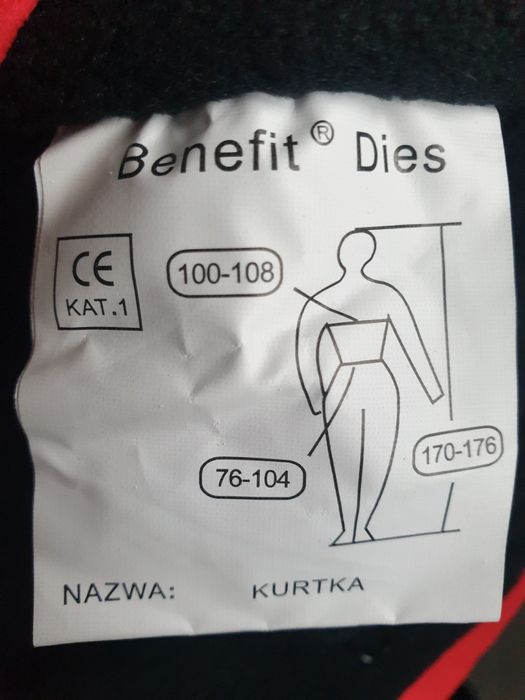 Benefit® Dies
CE
KAT.1
100-108
170-176
76-104
NAZWA: KURTKA